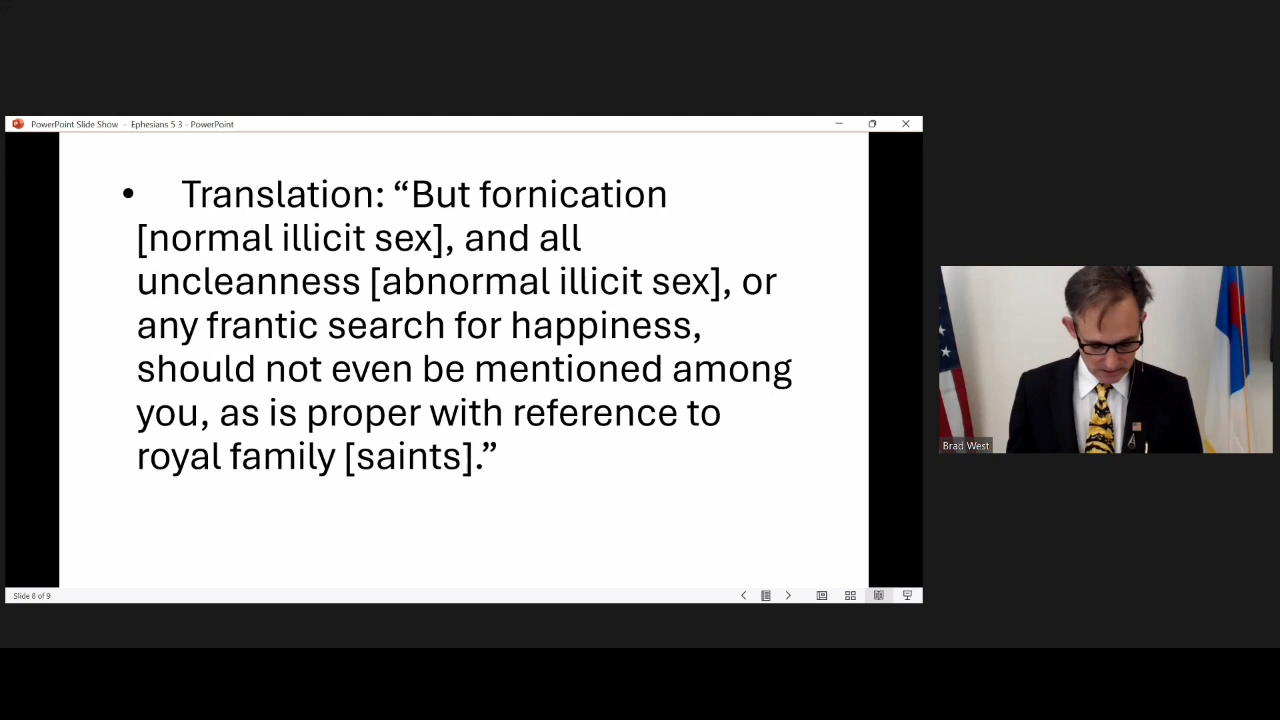 PowerPoint Slide Show - Ephesians 5 3 - PowerPoint
• Translation: “But fornication
[normal illicit sex], and all
uncleanness [abnormal illicit sex], or
any frantic search for happiness,
should not even be mentioned among
you, as is proper with reference to
royal family [saints].”
Brad West
Slide 8 of 9